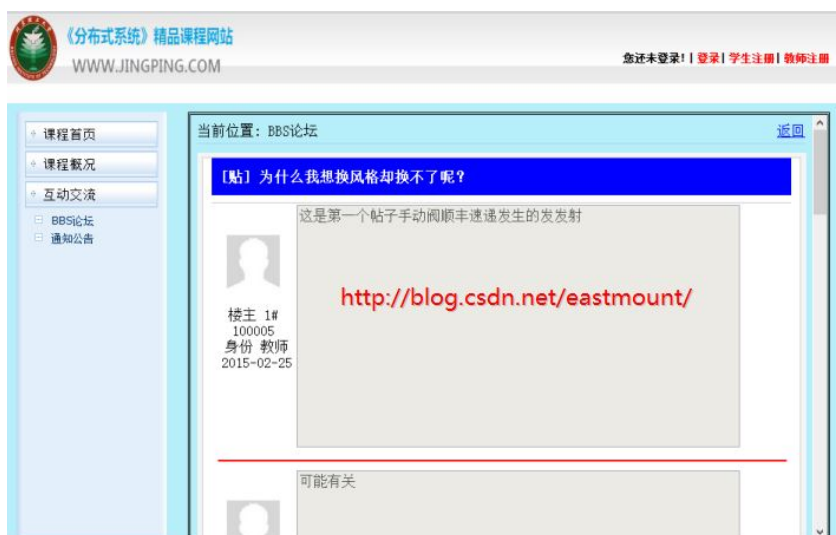 《分布式系统》精品课程网站
WWW.JINGPING.COM
您还未登录!|登录|学生注册|教师注册
课程首页
课程概况
互动交流
BBS论坛
通知公告
当前位置: BBS论坛
返回
[贴] 为什么我想换风格却换不了呢?
这是第一个帖子手动阀顺丰速递发生的发发射
http://blog.csdn.net/eastmount/
楼主 1#
100005
身份 教师
2015-02-25
可能有关